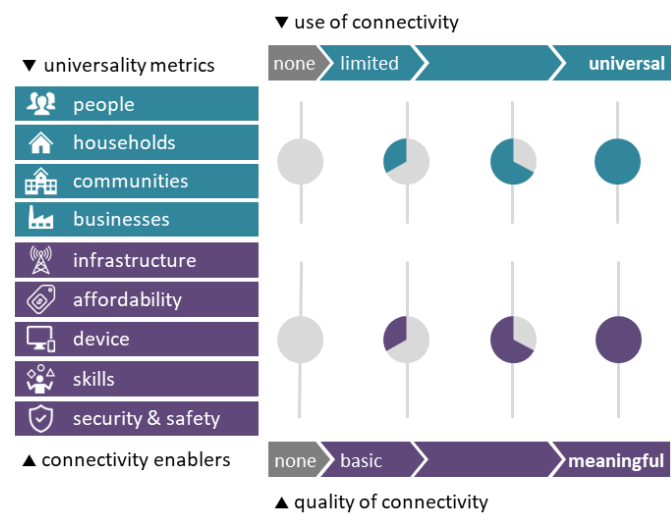 ▼ use of connectivity
▼ universality metrics
none limited universal
people
households
communities
businesses
infrastructure
affordability
device
skills
security & safety
▲ connectivity enablers
none basic meaningful
▲ quality of connectivity